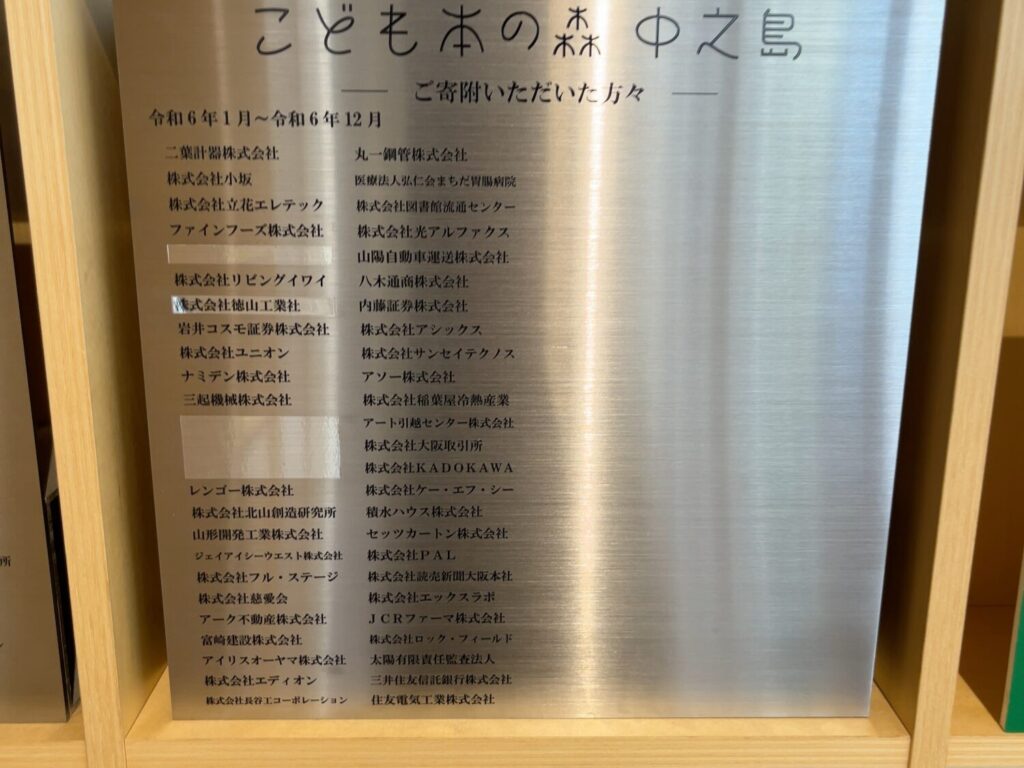 こども本の森 中之島
ご寄附いただいた方々
令和6年1月～令和6年12月
二葉計器株式会社
株式会社小坂
株式会社立花エレテック
ファインフーズ株式会社
株式会社リビングイワイ
株式会社徳山工業社
岩井コスモ証券株式会社
株式会社ユニオン
ナミデン株式会社
三起機械株式会社
レンゴー株式会社
株式会社北山創造研究所
山形開発工業株式会社
ジェイアイシーウエスト株式会社
株式会社フル・ステージ
株式会社慈愛会
アーク不動産株式会社
富崎建設株式会社
アイリスオーヤマ株式会社
株式会社エディオン
株式会社長谷工コーポレーション
丸一鋼管株式会社
医療法人弘仁会まちだ胃腸病院
株式会社図書館流通センター
株式会社光アルファクス
山陽自動車運送株式会社
八木通商株式会社
内藤証券株式会社
株式会社アシックス
株式会社サンセイテクノス
アソー株式会社
株式会社稲葉屋冷熱産業
アート引越センター株式会社
株式会社大阪取引所
株式会社KADOKAWA
株式会社ケー・エフ・シー
積水ハウス株式会社
セッツカートン株式会社
株式会社PAL
株式会社読売新聞大阪本社
株式会社エックスラボ
JCRファーマ株式会社
株式会社ロック・フィールド
太陽有限責任監査法人
三井住友信託銀行株式会社
住友電気工業株式会社
所